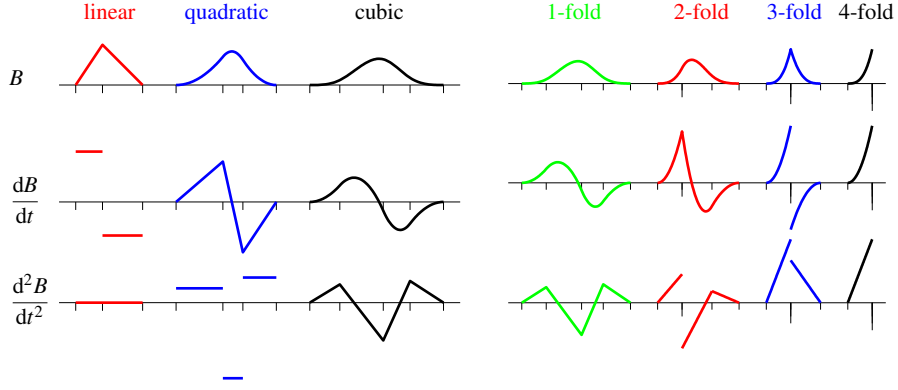 linear quadratic cubic 1-fold 2-fold 3-fold 4-fold
B
dB
dt
d²B
dt²